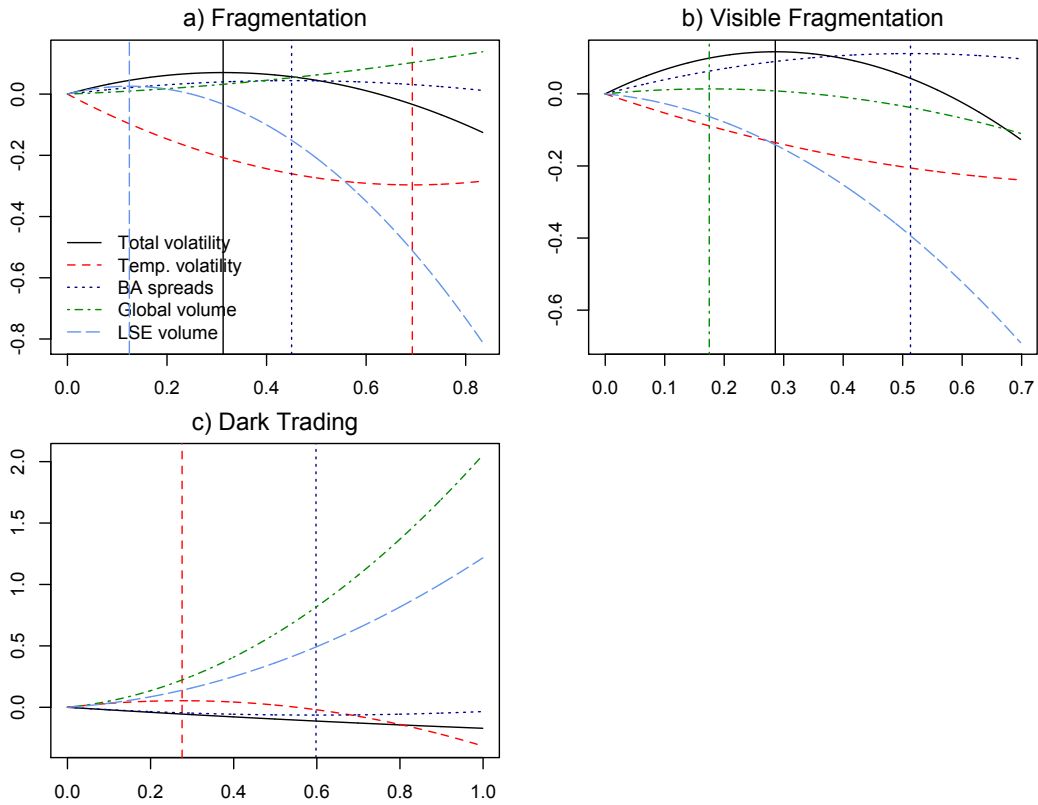 a) Fragmentation
0.0
-0.2
-0.4
-0.6
-0.8
Total volatility
Temp. volatility
BA spreads
Global volume
LSE volume
0.0 0.2 0.4 0.6 0.8
b) Visible Fragmentation
0.0
-0.2
-0.4
-0.6
0.0 0.1 0.2 0.3 0.4 0.5 0.6 0.7
c) Dark Trading
2.0
1.5
1.0
0.5
0.0
0.0 0.2 0.4 0.6 0.8 1.0